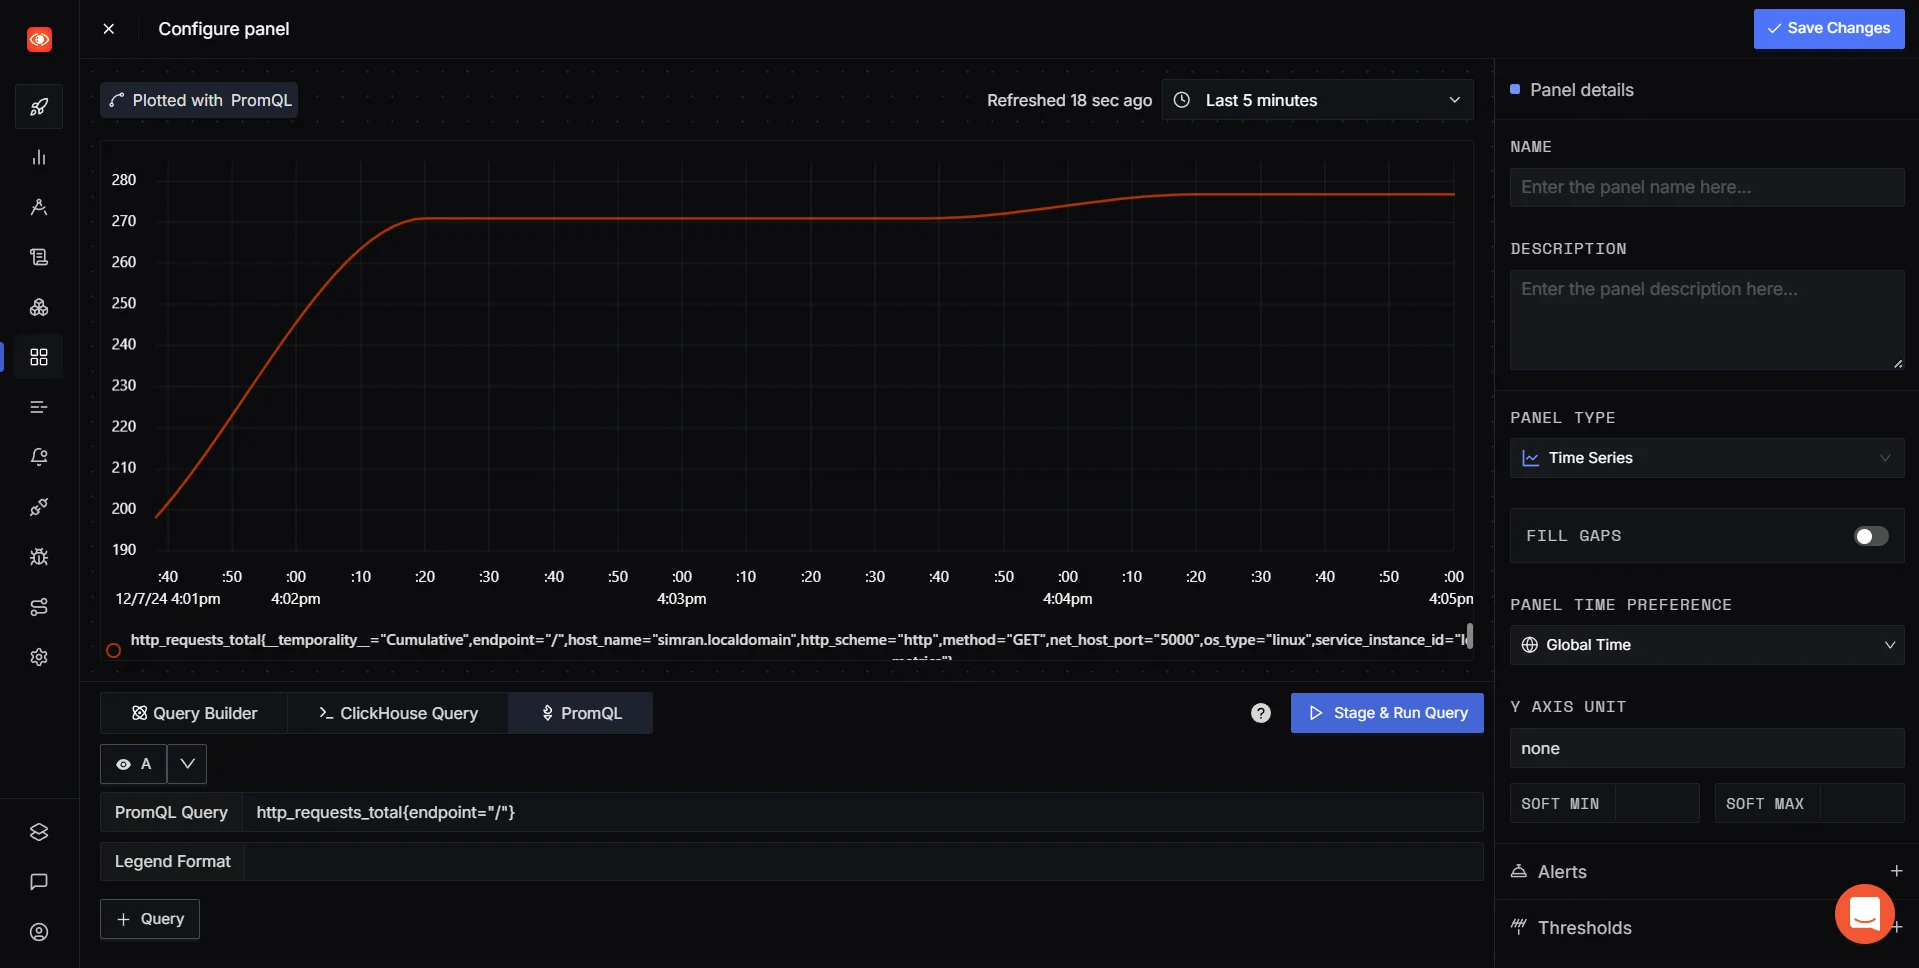 Configure panel
Save Changes
Plotted with PromQL
Refreshed 18 sec ago
Last 5 minutes
280
270
260
250
240
230
220
210
200
190
:40 :50 :00 :10 :20 :30 :40 :50 :00 :10 :20 :30 :40 :50 :00 :10 :20 :30 :40 :50 :00
12/7/24 4:01pm 4:02pm 4:03pm 4:04pm 4:05pm
http_requests_total{__temporality__="Cumulative",endpoint="/",host_name="simran.localdomain",http_scheme="http",method="GET",net_host_port="5000",os_type="linux",service_instance_id="l
Query Builder
ClickHouse Query
PromQL
?
Stage & Run Query
A
PromQL Query
http_requests_total{endpoint="/"}
Legend Format
+ Query
Panel details
NAME
Enter the panel name here...
DESCRIPTION
Enter the panel description here...
PANEL TYPE
Time Series
FILL GAPS
PANEL TIME PREFERENCE
Global Time
Y AXIS UNIT
none
SOFT MIN
SOFT MAX
Alerts +
Thresholds +